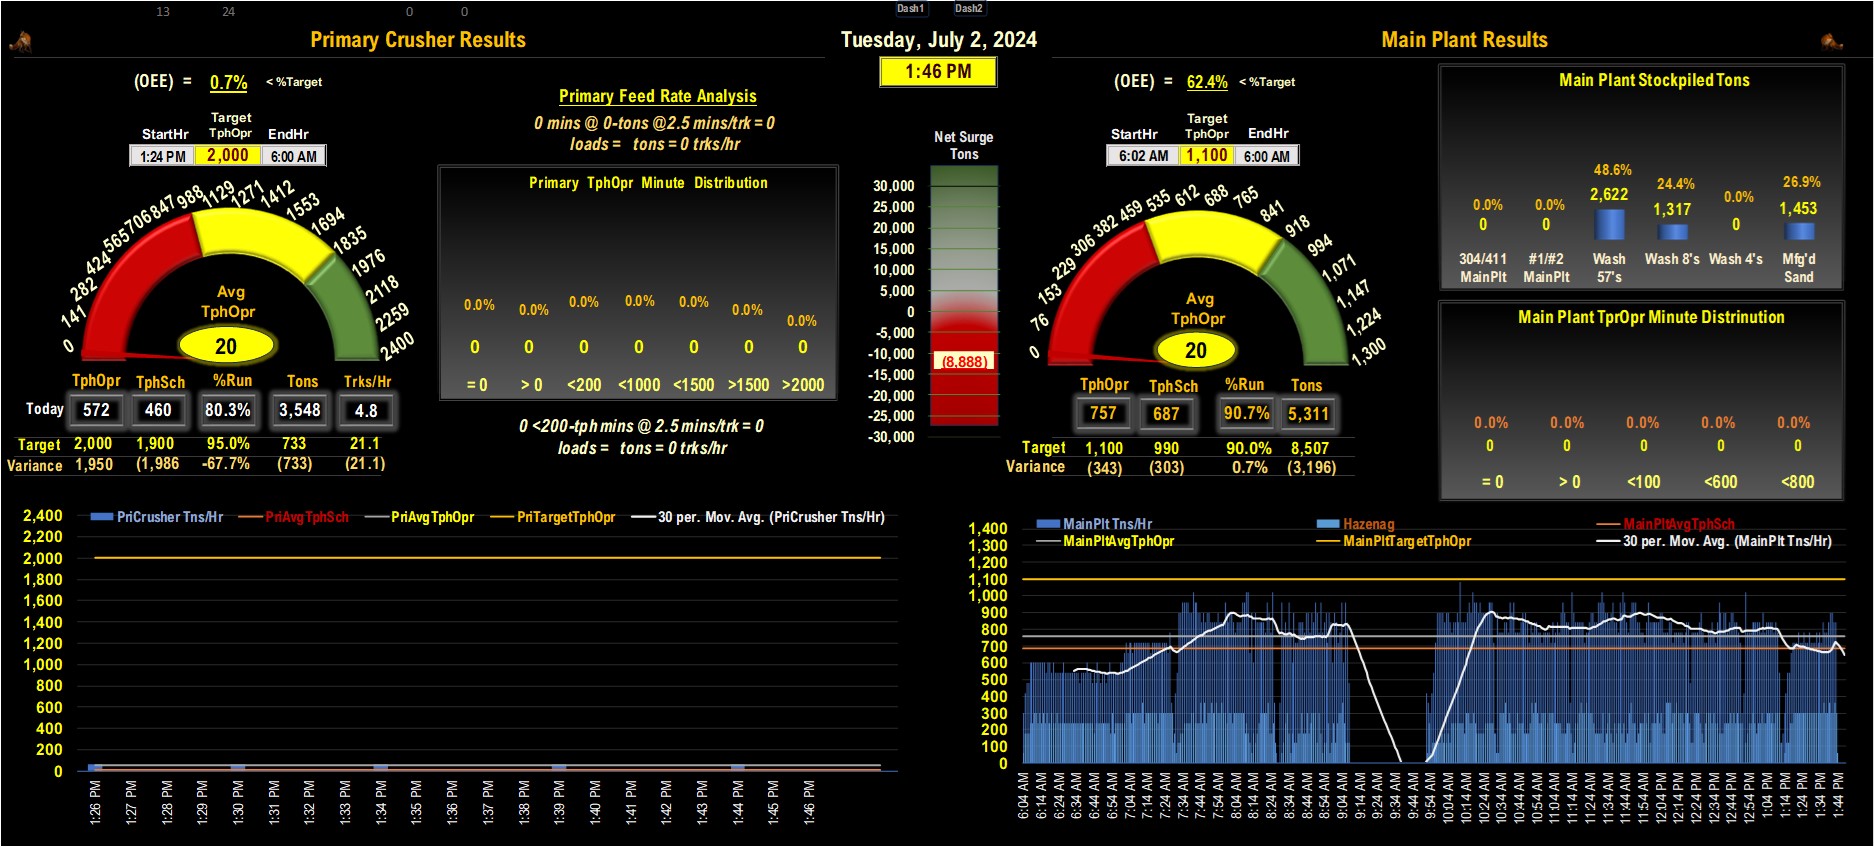 13 24 0 0 Dash1 Dash2
Primary Crusher Results
Tuesday, July 2, 2024
Main Plant Results
1:46 PM
(OEE) = 0.7% < %Target
Target
StartHr TphOpr EndHr
1:24 PM 2,000 6:00 AM
0 141 282 424 565 706 847 988 1129 1271 1412 1553 1694 1835 1976 2118 2259 2400
Avg
TphOpr
20
TphOpr TphSch %Run Tons Trks/Hr
Today 572 460 80.3% 3,548 4.8
Target 2,000 1,900 95.0% 733 21.1
Variance 1,950 (1,986 -67.7% (733) (21.1)
Primary Feed Rate Analysis
0 mins @ 0-tons @2.5 mins/trk = 0
loads = tons = 0 trks/hr
Primary TphOpr Minute Distribution
0.0% 0.0% 0.0% 0.0% 0.0% 0.0% 0.0%
0 0 0 0 0 0 0
= 0 > 0 <200 <1000 <1500 >1500 >2000
0 <200-tph mins @ 2.5 mins/trk = 0
loads = tons = 0 trks/hr
Net Surge
Tons
30,000
25,000
20,000
15,000
10,000
5,000
0
-5,000
-10,000
-15,000
-20,000
-25,000
-30,000
(8,888)
(OEE) = 62.4% < %Target
Target
StartHr TphOpr EndHr
6:02 AM 1,100 6:00 AM
0 76 153 229 306 382 459 535 612 688 765 841 918 994 1,071 1,147 1,224 1,300
Avg
TphOpr
20
TphOpr TphSch %Run Tons
757 687 90.7% 5,311
Target 1,100 990 90.0% 8,507
Variance (343) (303) 0.7% (3,196)
Main Plant Stockpiled Tons
0.0% 0.0% 48.6% 24.4% 0.0% 26.9%
0 0 2,622 1,317 0 1,453
304/411 #1/#2 Wash Wash 8's Wash 4's Mfg'd
MainPlt MainPlt 57's Sand
Main Plant TprOpr Minute Distrinution
0.0% 0.0% 0.0% 0.0% 0.0%
0 0 0 0 0
= 0 > 0 <100 <600 <800
PriCrusher Tns/Hr PriAvgTphSch PriAvgTphOpr PriTargetTphOpr 30 per. Mov. Avg. (PriCrusher Tns/Hr)
2,400
2,200
2,000
1,800
1,600
1,400
1,200
1,000
800
600
400
200
0
1:26 PM 1:27 PM 1:28 PM 1:29 PM 1:30 PM 1:31 PM 1:32 PM 1:33 PM 1:34 PM 1:35 PM 1:36 PM 1:37 PM 1:38 PM 1:39 PM 1:40 PM 1:41 PM 1:42 PM 1:43 PM 1:44 PM 1:45 PM 1:46 PM
MainPlt Tns/Hr Hazenag MainPltAvgTphSch
MainPltAvgTphOpr MainPltTargetTphOpr 30 per. Mov. Avg. (MainPlt Tns/Hr)
1,400
1,300
1,200
1,100
1,000
900
800
700
600
500
400
300
200
100
0
6:04 AM 6:14 AM 6:24 AM 6:34 AM 6:44 AM 6:54 AM 7:04 AM 7:14 AM 7:24 AM 7:34 AM 7:44 AM 7:54 AM 8:04 AM 8:14 AM 8:24 AM 8:34 AM 8:44 AM 8:54 AM 9:04 AM 9:14 AM 9:24 AM 9:34 AM 9:44 AM 9:54 AM 10:04 AM 10:14 AM 10:24 AM 10:34 AM 10:44 AM 10:54 AM 11:04 AM 11:14 AM 11:24 AM 11:34 AM 11:44 AM 11:54 AM 12:04 PM 12:14 PM 12:24 PM 12:34 PM 12:44 PM 12:54 PM 1:04 PM 1:14 PM 1:24 PM 1:34 PM 1:44 PM